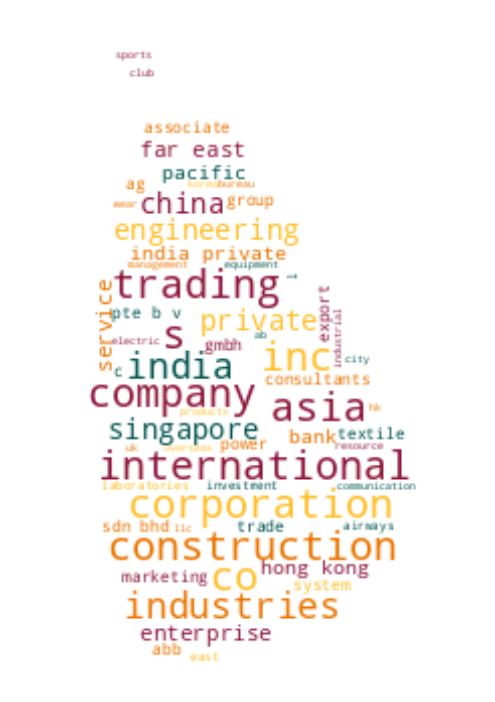 sports
club
associate
far east
pacific
ag korea bureau
wear china group
engineering
india private
management equipment
trading
service
pte b v
private
export
industrial
s
electric
gmbh
ab
inc
city
c india
consultants
company
asia
hk
products
singapore
bank textile
uk overseas power
resource
international
laboratories investment communication
corporation
sdn bhd llc trade airways
construction
marketing co hong kong
system
industries
enterprise
abb
east